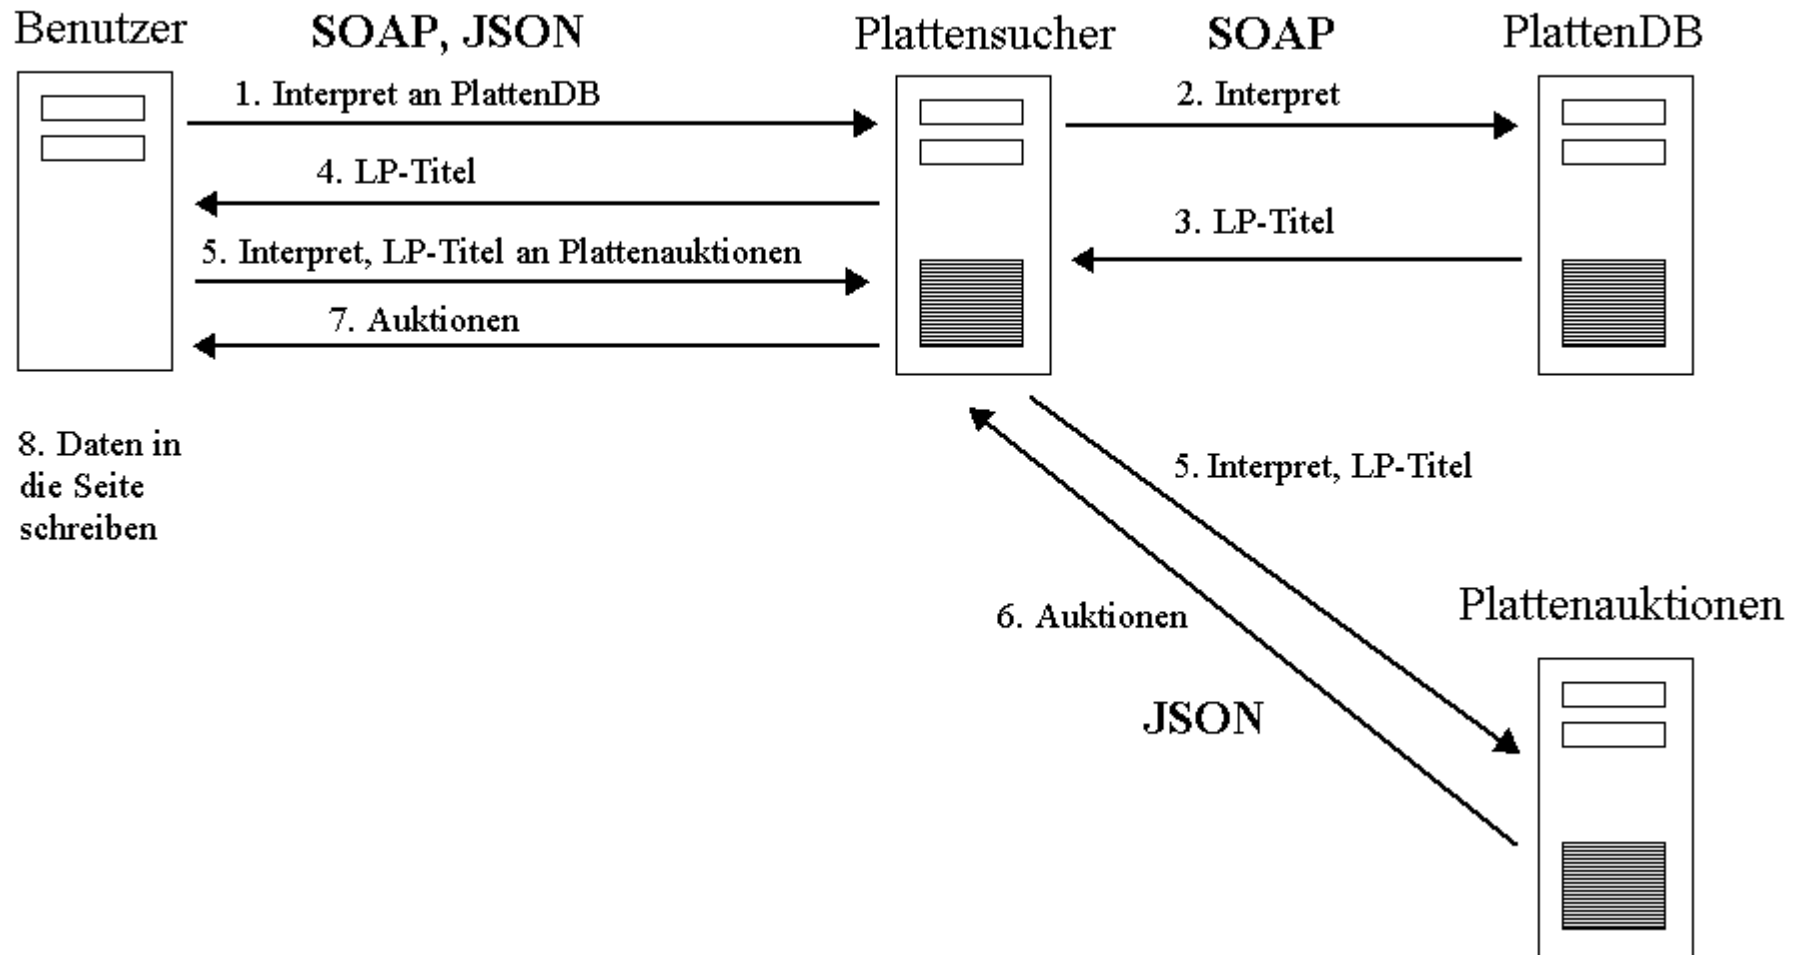 Benutzer
SOAP, JSON
Plattensucher
SOAP
PlattenDB
1. Interpret an PlattenDB
2. Interpret
4. LP-Titel
3. LP-Titel
5. Interpret, LP-Titel an Plattenauktionen
7. Auktionen
8. Daten in
die Seite
schreiben
5. Interpret, LP-Titel
6. Auktionen
Plattenauktionen
JSON